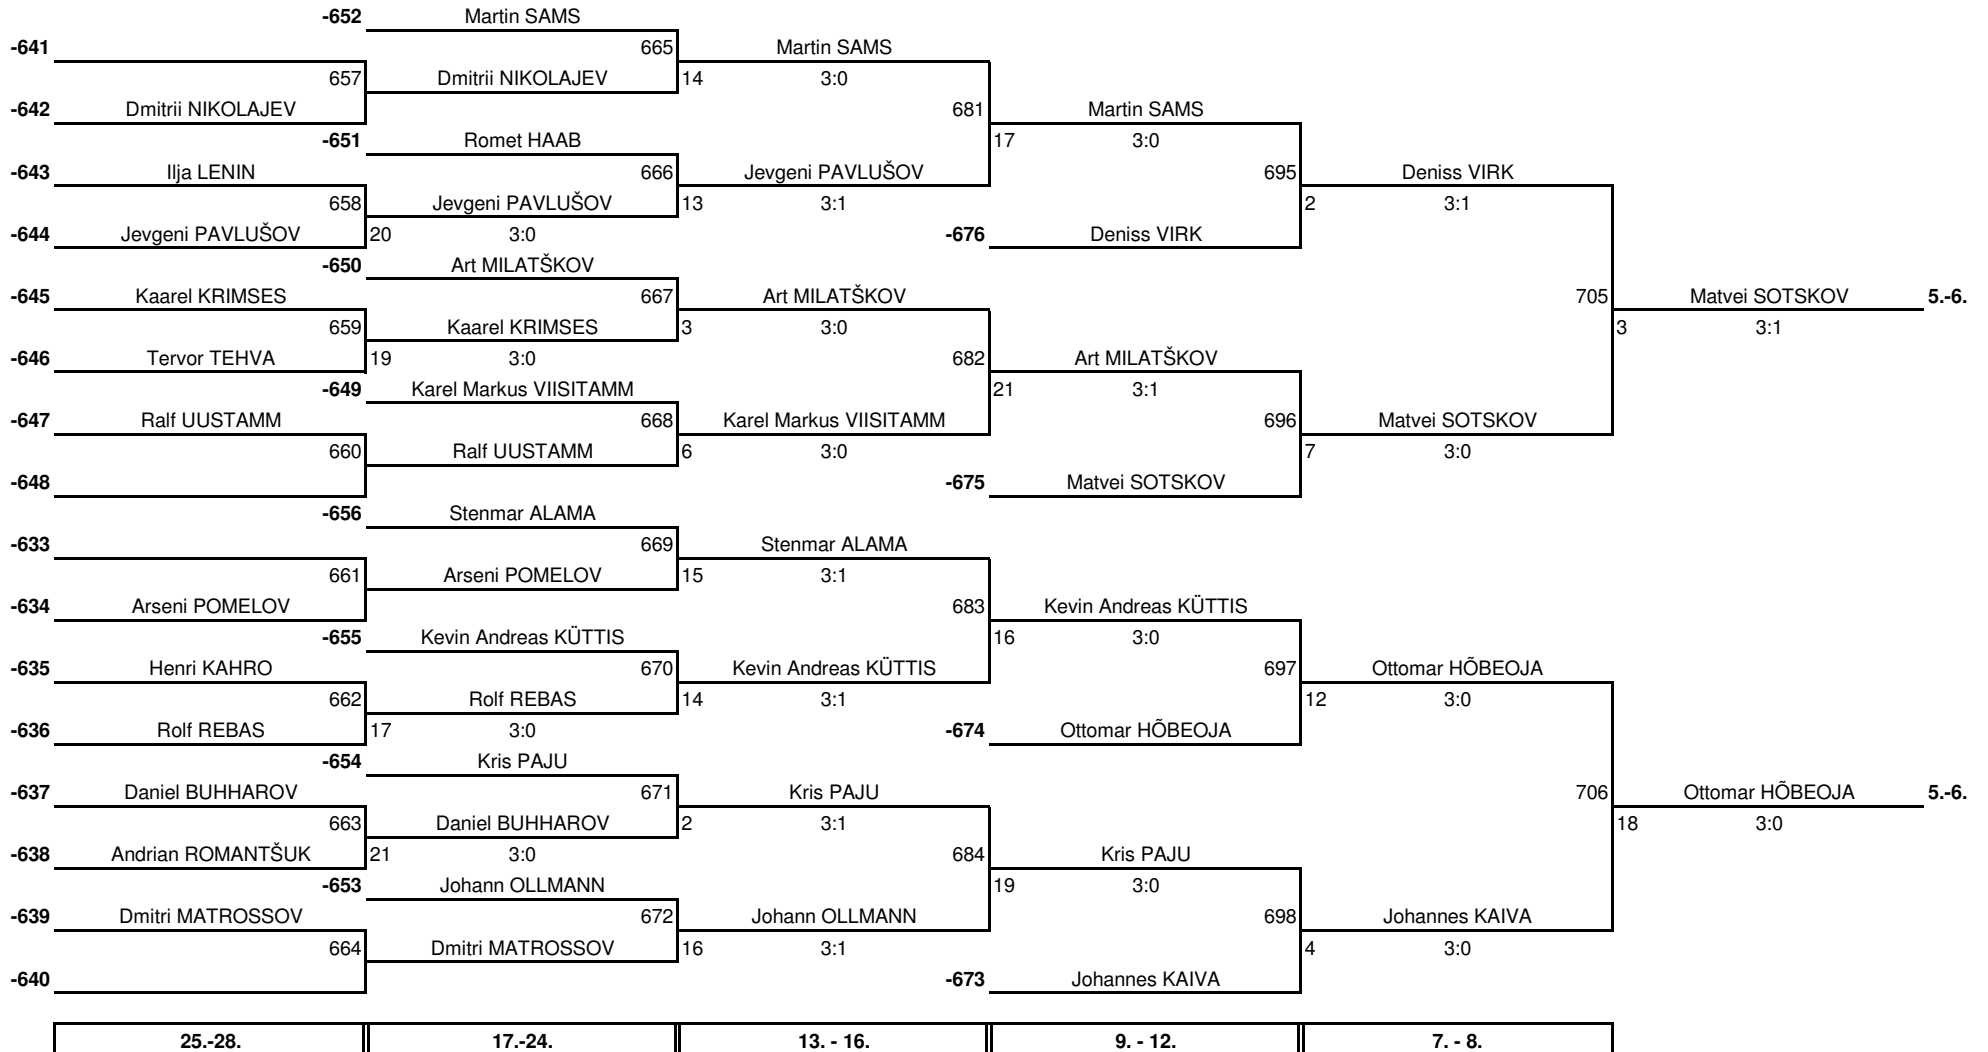 -652 Martin SAMS
-641 665 Martin SAMS
657 Dmitrii NIKOLAJEV 14 3:0
-642 Dmitrii NIKOLAJEV 681 Martin SAMS
-651 Romet HAAB 17 3:0
-643 Ilja LENIN 666 Jevgeni PAVLUŠOV 695 Deniss VIRK
658 Jevgeni PAVLUŠOV 13 3:1 2 3:1
-644 Jevgeni PAVLUŠOV 20 3:0 -676 Deniss VIRK
-650 Art MILATŠKOV
-645 Kaarel KRIMSES 667 Art MILATŠKOV 705 Matvei SOTSKOV 5.-6.
659 Kaarel KRIMSES 3 3:0 3 3:1
-646 Tervor TEHVA 19 3:0 682 Art MILATŠKOV
-649 Karel Markus VIISITAMM 21 3:1
-647 Ralf UUSTAMM 668 Karel Markus VIISITAMM 696 Matvei SOTSKOV
660 Ralf UUSTAMM 6 3:0 7 3:0
-648 -675 Matvei SOTSKOV
-656 Stenmar ALAMA
-633 669 Stenmar ALAMA
661 Arseni POMELOV 15 3:1
-634 Arseni POMELOV 683 Kevin Andreas KÜTTIS
-655 Kevin Andreas KÜTTIS 16 3:0
-635 Henri KAHRO 670 Kevin Andreas KÜTTIS 697 Ottomar HÕBEOJA
662 Rolf REBAS 14 3:1 12 3:0
-636 Rolf REBAS 17 3:0 -674 Ottomar HÕBEOJA
-654 Kris PAJU
-637 Daniel BUHHAROV 671 Kris PAJU 706 Ottomar HÕBEOJA 5.-6.
663 Daniel BUHHAROV 2 3:1 18 3:0
-638 Andrian ROMANTŠUK 21 3:0 684 Kris PAJU
-653 Johann OLLMANN 19 3:0
-639 Dmitri MATROSSOV 672 Johann OLLMANN 698 Johannes KAIVA
664 Dmitri MATROSSOV 16 3:1 4 3:0
-640 -673 Johannes KAIVA
25.-28. 17.-24. 13. - 16. 9. - 12. 7. - 8.